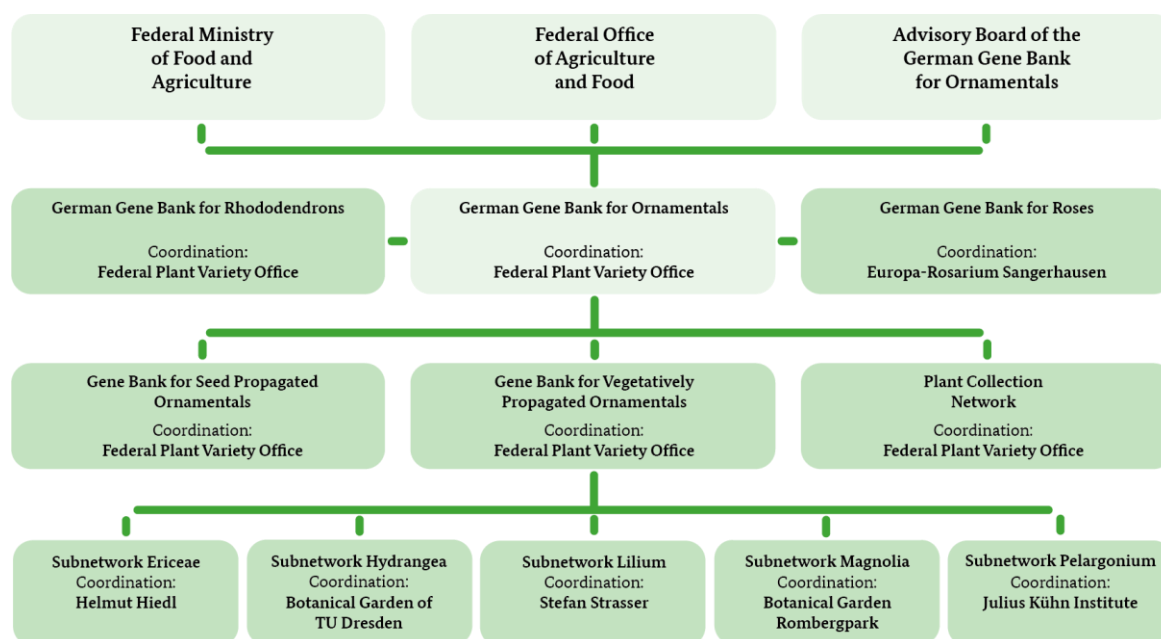 Federal Ministry
of Food and
Agriculture
Federal Office
of Agriculture
and Food
Advisory Board of the
German Gene Bank
for Ornamentals
German Gene Bank for Rhododendrons
Coordination:
Federal Plant Variety Office
German Gene Bank for Ornamentals
Coordination:
Federal Plant Variety Office
German Gene Bank for Roses
Coordination:
Europa-Rosarium Sangerhausen
Gene Bank for Seed Propagated
Ornamentals
Coordination:
Federal Plant Variety Office
Gene Bank for Vegetatively
Propagated Ornamentals
Coordination:
Federal Plant Variety Office
Plant Collection
Network
Coordination:
Federal Plant Variety Office
Subnetwork Ericeae
Coordination:
Helmut Hiedl
Subnetwork Hydrangea
Coordination:
Botanical Garden of
TU Dresden
Subnetwork Lilium
Coordination:
Stefan Strasser
Subnetwork Magnolia
Coordination:
Botanical Garden
Rombergpark
Subnetwork Pelargonium
Coordination:
Julius Kühn Institute